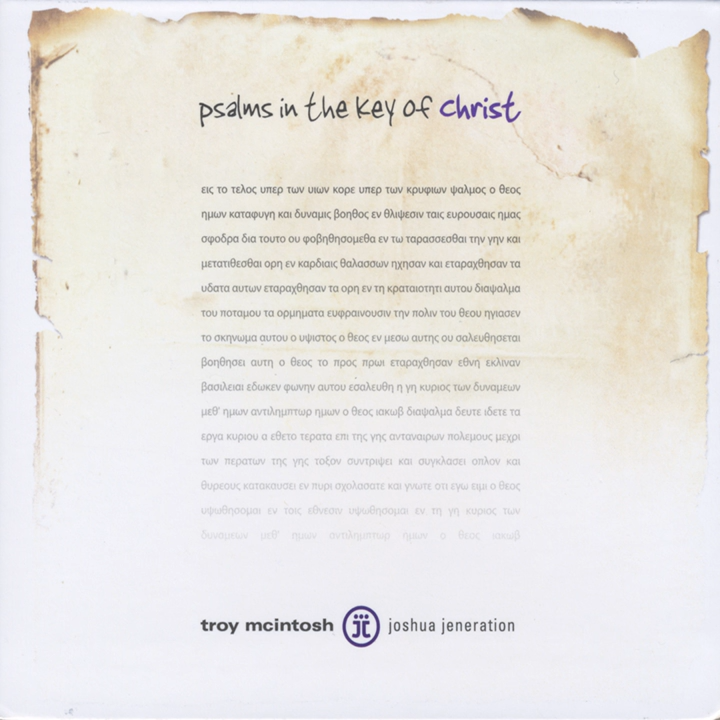 psalms in the key of christ
εις το τελος υπερ των υιων κορε υπερ των κρυφιων ψαλμος ο θεος
ημων καταφυγη και δυναμις βοηθος εν θλιψεσιν ταις ευρουσαις ημας
σφοδρα δια τουτο ου φοβηθησομεθα εν τω ταρασσεσθαι την γην και
μετατιθεσθαι ορη εν καρδιαις θαλασσων ηχησαν και εταραχθησαν τα
υδατα αυτων εταραχθησαν τα ορη εν τη κραταιοτητι αυτου διαψαλμα
του ποταμου τα ορμηματα ευφραινουσιν την πολιν του θεου ηγιασεν
το σκηνωμα αυτου ο υψιστος ο θεος εν μεσω αυτης ου σαλευθησεται
βοηθησει αυτη ο θεος το προς πρωι εταραχθησαν εθνη εκλιναν
βασιλειαι εδωκεν φωνην αυτου εσαλευθη η γη κυριος των δυναμεων
μεθ' ημων αντιλημπτωρ ημων ο θεος ιακωβ διαψαλμα δευτε ιδετε τα
εργα κυριου α εθετο τερατα επι της γης ανταναιρων πολεμους μεχρι
των περατων της γης τοξον συντριψει και συγκλασει οπλον και
θυρεους κατακαυσει εν πυρι σχολασατε και γνωτε οτι εγω ειμι ο θεος
υψωθησομαι εν τοις εθνεσιν υψωθησομαι εν τη γη κυριος των
δυναμεων μεθ' ημων αντιλημπτωρ ημων ο θεος ιακωβ
troy mcintosh joshua jeneration